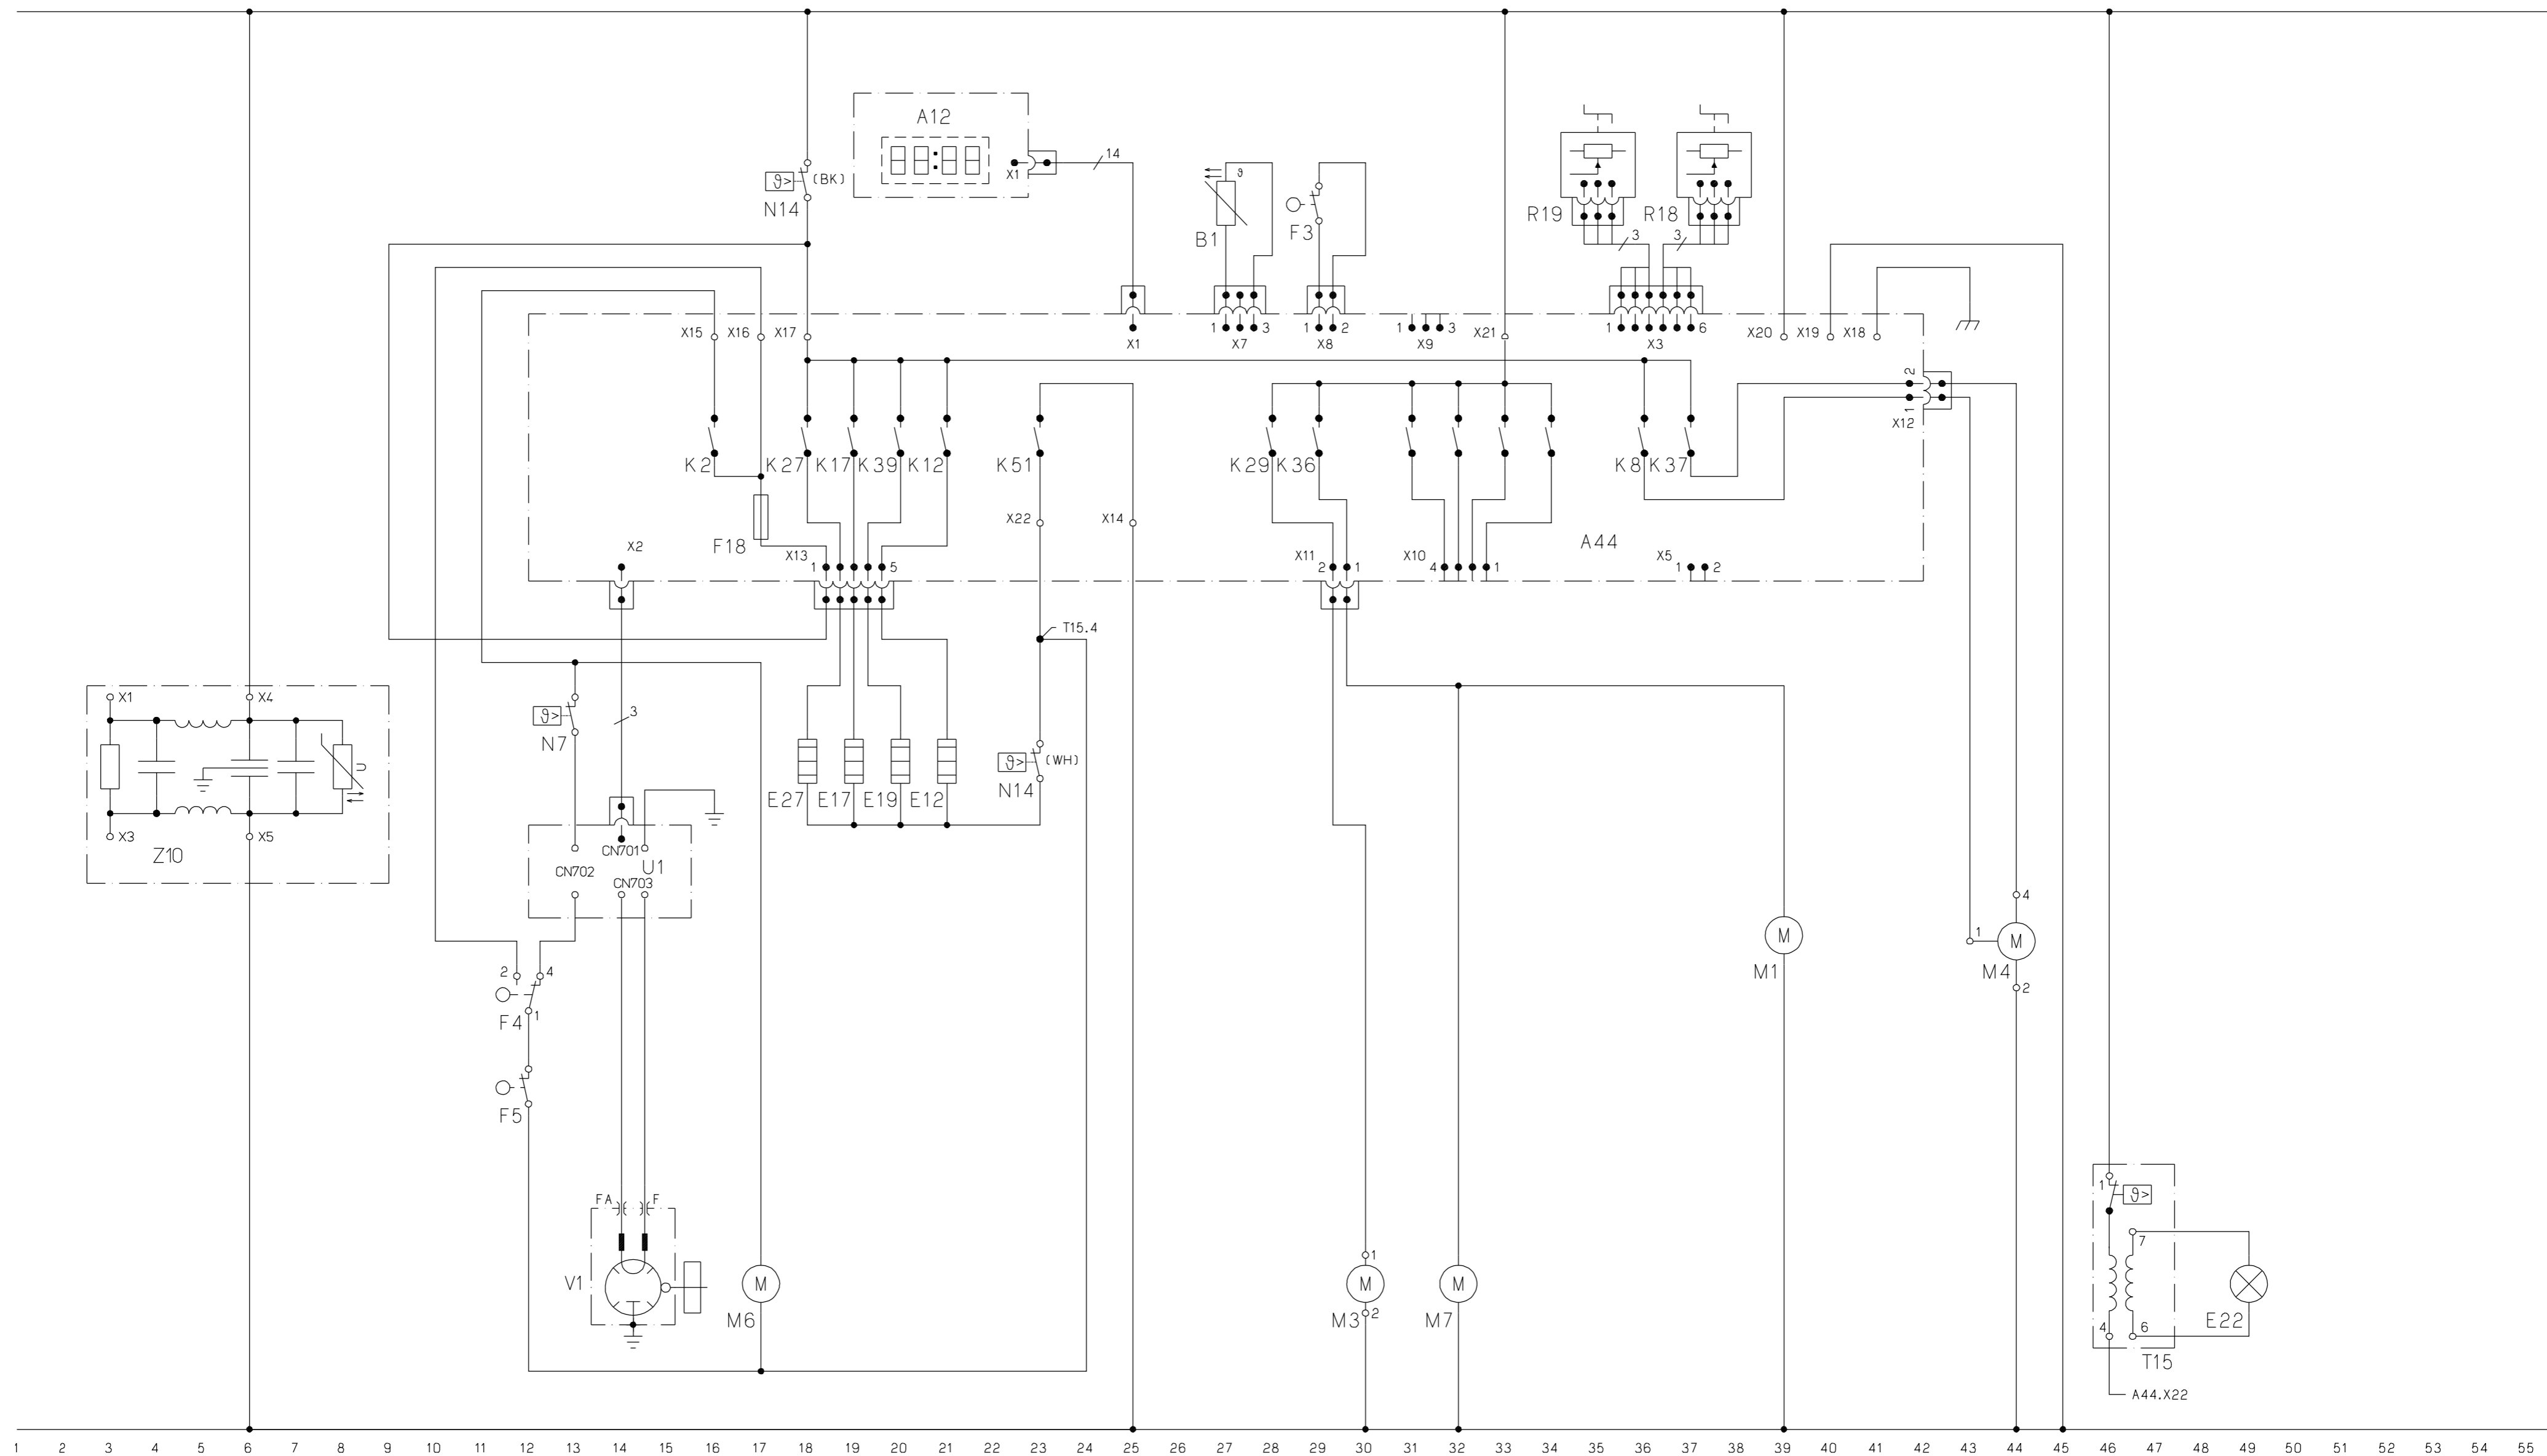 A12
X1
14
ϑ> (BK)
N14
B1
ϑ
F3
R19
R18
3
3
X15
X16
X17
X1
1 3
X7
1 2
X8
1 3
X9
X21
1 6
X3
X20
X19
X18
2
1
X12
K2
K27
K17
K39
K12
K51
K29
K36
K8
K37
X22
X14
F18
X2
X13
1 5
X11
2 1
X10
4 1
A44
X5
1 2
T15.4
X1
X4
U
X3
X5
Z10
ϑ>
N7
3
E27
E17
E19
E12
ϑ> (WH)
N14
CN701
U1
CN702
CN703
2 4
F4
1
F5
M
M1
4
1
M
M4
2
FA F
V1
M
M6
1
M
M3
2
M
M7
1
ϑ>
7
4
6
E22
T15
A44.X22
1 2 3 4 5 6 7 8 9 10 11 12 13 14 15 16 17 18 19 20 21 22 23 24 25 26 27 28 29 30 31 32 33 34 35 36 37 38 39 40 41 42 43 44 45 46 47 48 49 50 51 52 53 54 55